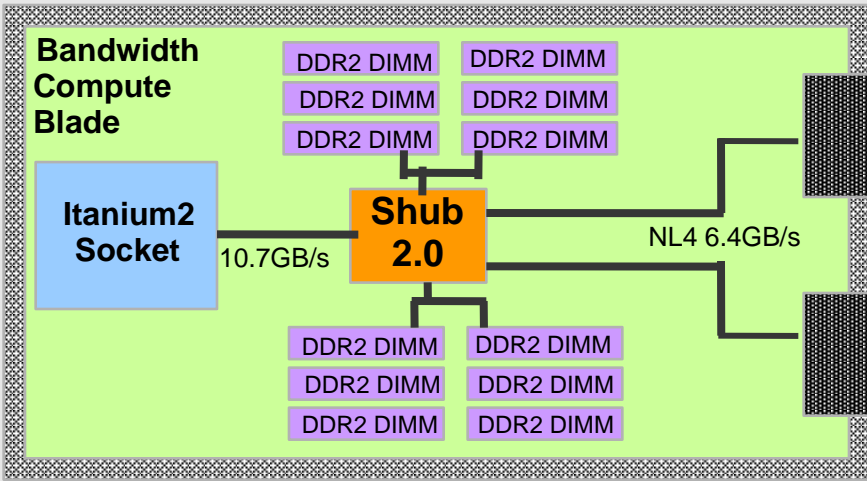 Bandwidth
Compute
Blade
DDR2 DIMM DDR2 DIMM
DDR2 DIMM DDR2 DIMM
DDR2 DIMM DDR2 DIMM
Itanium2
Socket
10.7GB/s
Shub
2.0
NL4 6.4GB/s
DDR2 DIMM DDR2 DIMM
DDR2 DIMM DDR2 DIMM
DDR2 DIMM DDR2 DIMM